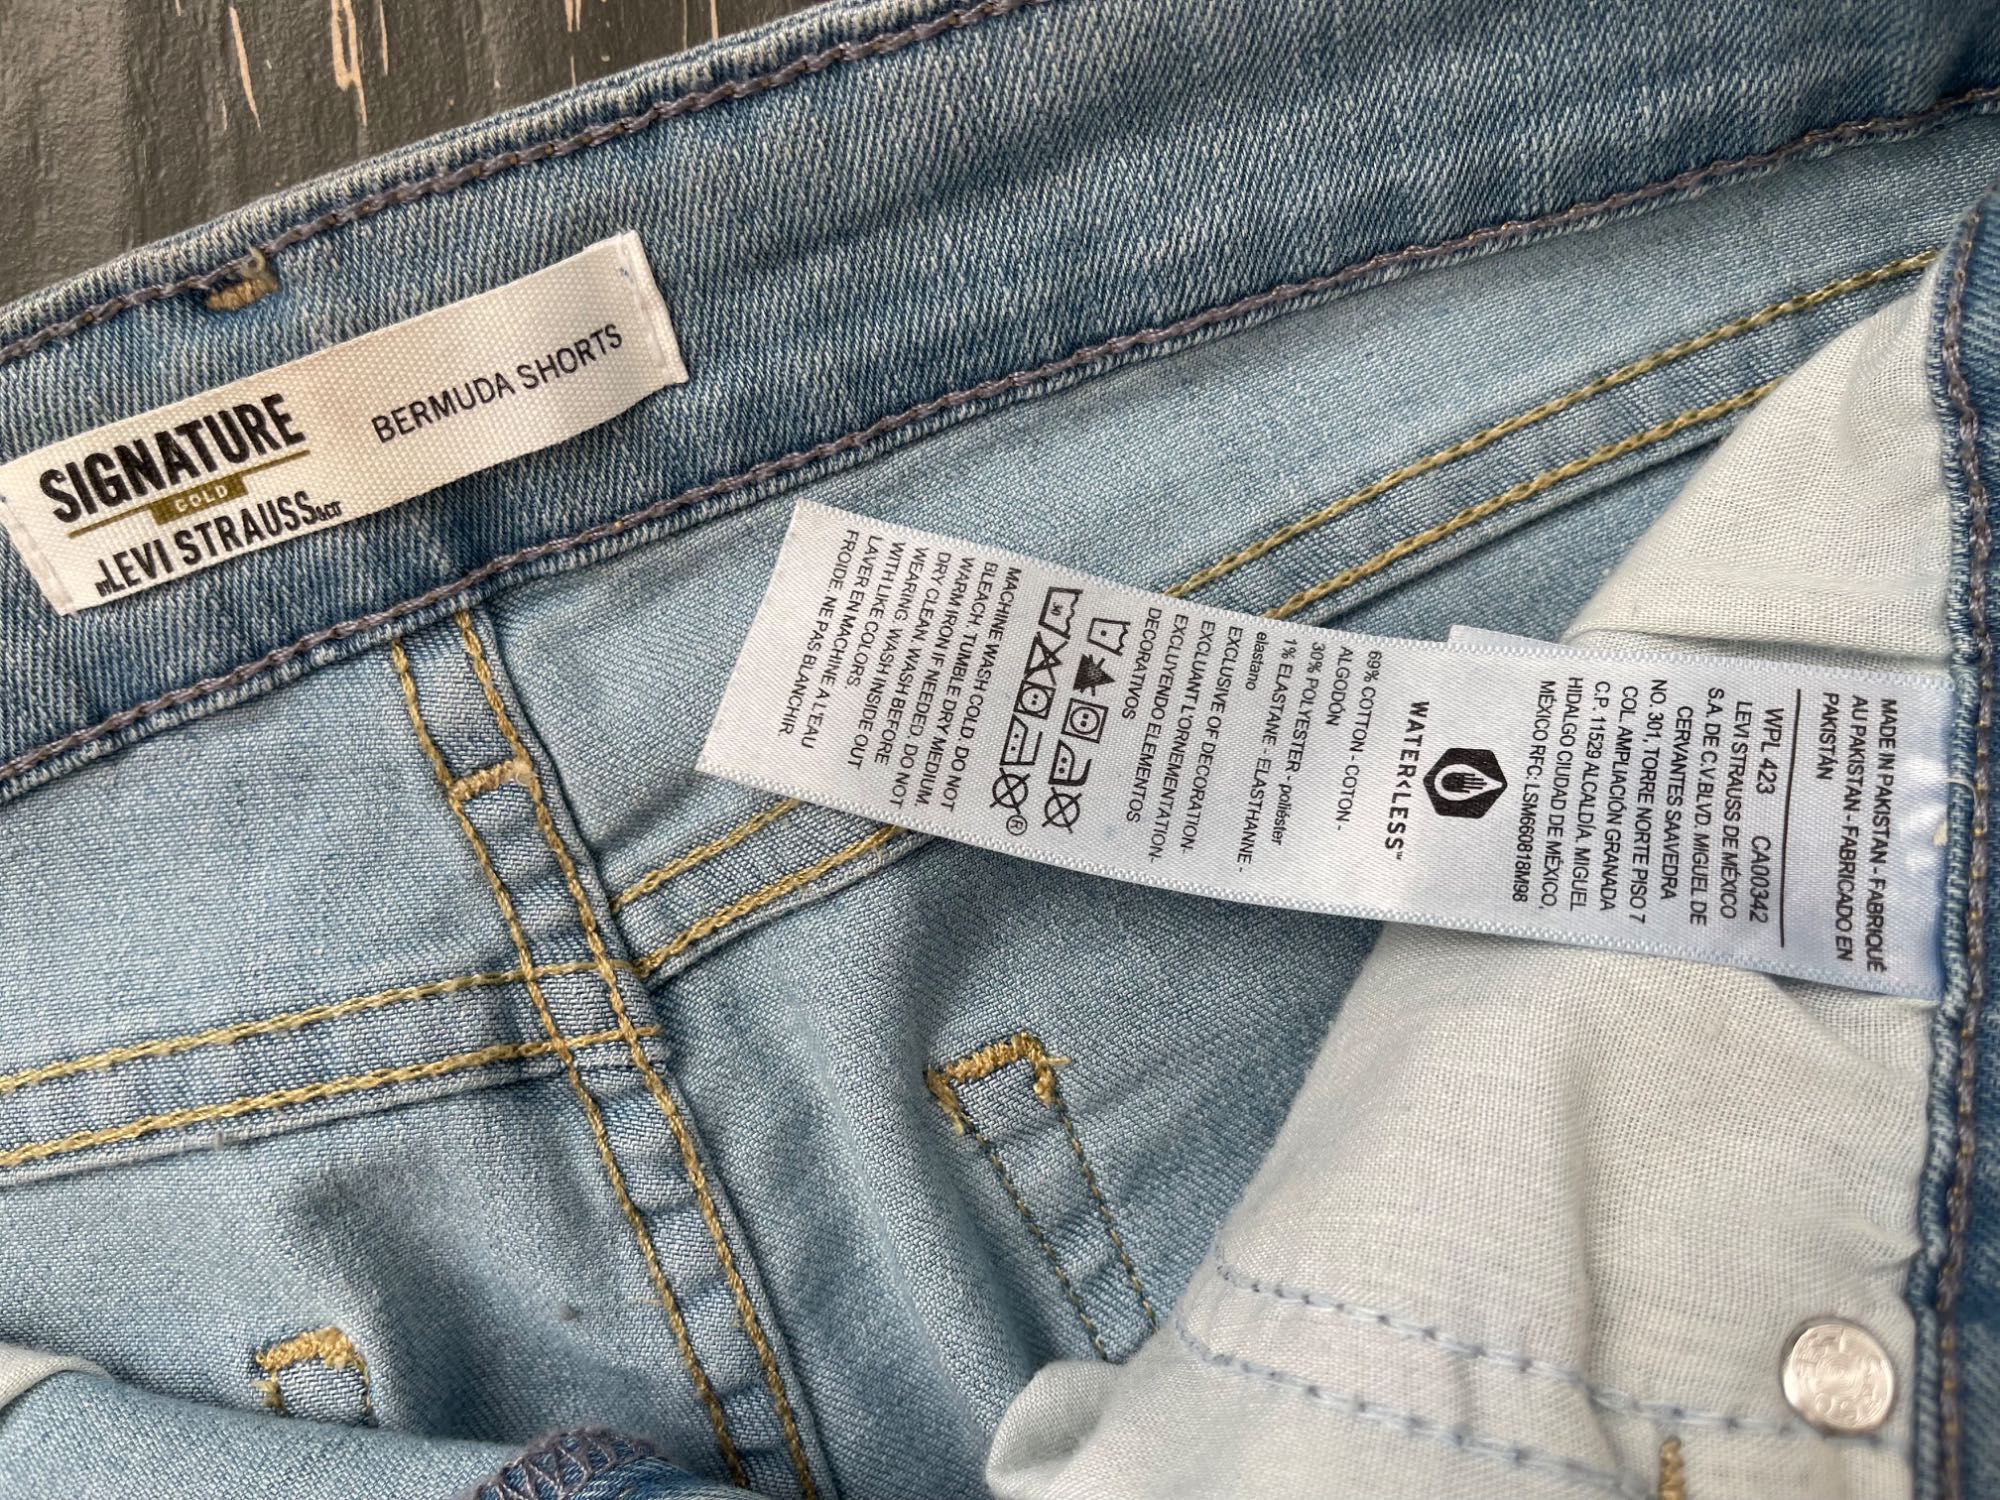 SIGNATURE
GOLD
BY LEVI STRAUSS & CO.
BERMUDA SHORTS
MADE IN PAKISTAN - FABRIQUÉ
AU PAKISTAN - FABRICADO EN
PAKISTÁN
WPL 423 CA00342
LEVI STRAUSS DE MÉXICO
S.A. DE C.V BLVD. MIGUEL DE
CERVANTES SAAVEDRA
NO. 301, TORRE NORTE PISO 7
COL. AMPLIACIÓN GRANADA
C.P. 11529 ALCALDÍA. MIGUEL
HIDALGO CIUDAD DE MÉXICO,
MÉXICO RFC: LSM660818M98
WATER<LESS™
69% COTTON - COTON -
ALGODÓN
30% POLYESTER - poliéster
1% ELASTANE - ELASTHANNE -
elastano
EXCLUSIVE OF DECORATION-
EXCLUANT L'ORNEMENTATION-
EXCLUYENDO ELEMENTOS
DECORATIVOS
30
®
MACHINE WASH COLD. DO NOT
BLEACH. TUMBLE DRY MEDIUM.
WARM IRON IF NEEDED. DO NOT
DRY CLEAN. WASH BEFORE
WEARING. WASH INSIDE OUT
WITH LIKE COLORS.
LAVER EN MACHINE À L'EAU
FROIDE. NE PAS BLANCHIR.